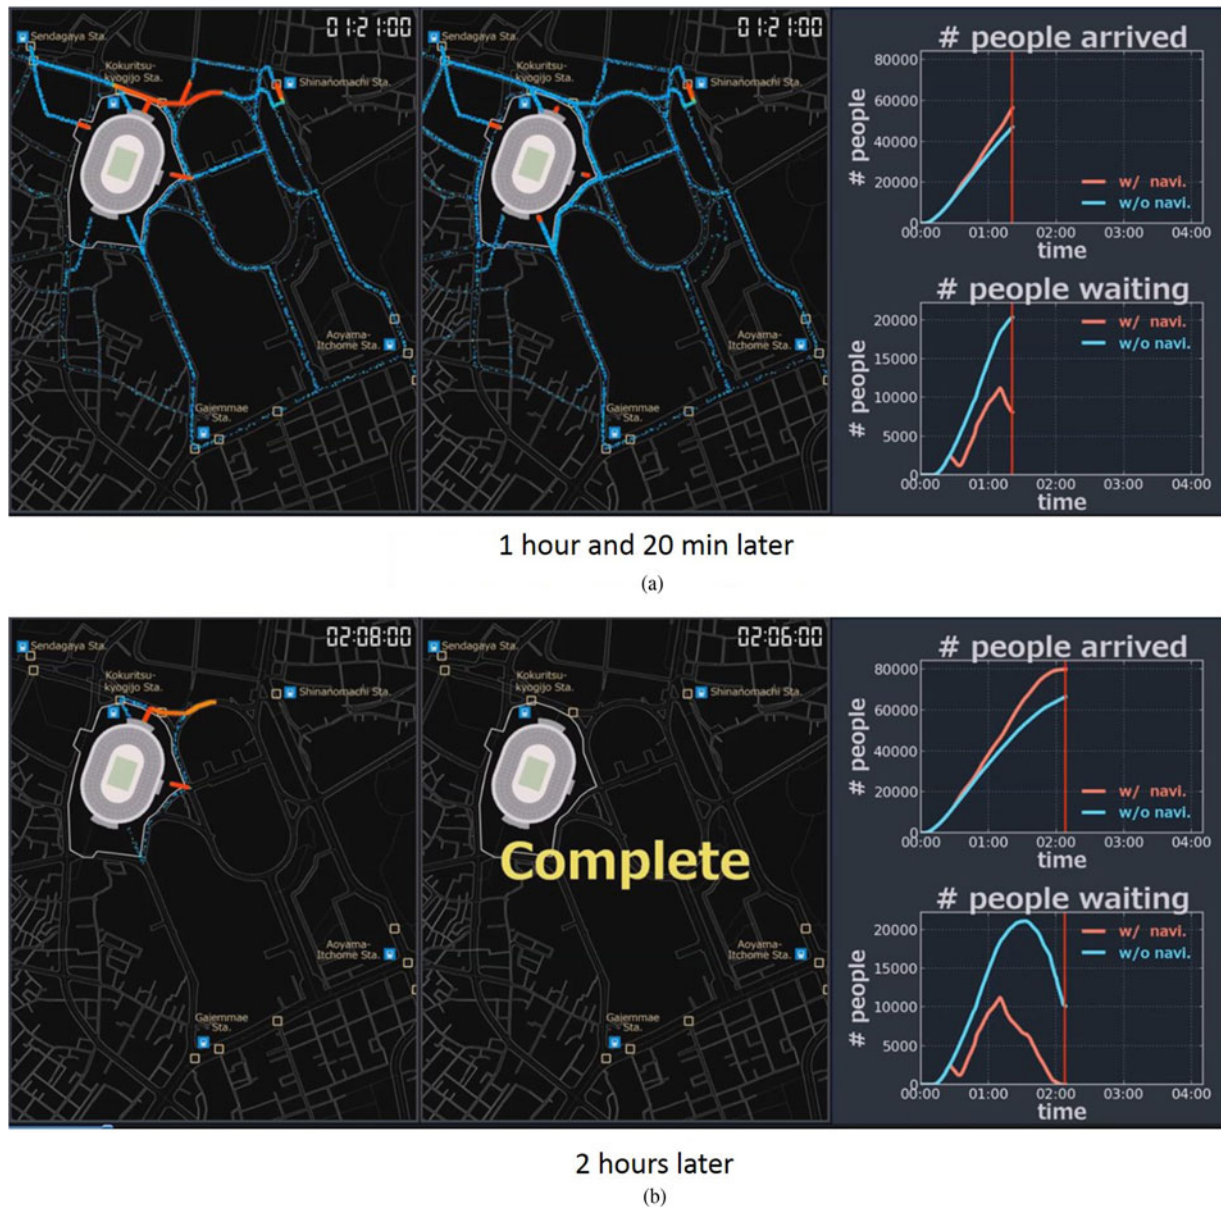 Sendagaya Sta.
01:21:00
Kokuritsu-
kyogijo Sta.
Shinanomachi Sta.
Aoyama-
Itchome Sta.
Gaiemmae
Sta.
Sendagaya Sta.
01:21:00
Kokuritsu-
kyogijo Sta.
Shinanomachi Sta.
Aoyama-
Itchome Sta.
Gaiemmae
Sta.
# people arrived
# people
80000
60000
40000
20000
0
w/ navi.
w/o navi.
00:00 01:00 02:00 03:00 04:00
time
# people waiting
# people
20000
15000
10000
5000
0
w/ navi.
w/o navi.
00:00 01:00 02:00 03:00 04:00
time
1 hour and 20 min later
(a)
Sendagaya Sta.
02:08:00
Kokuritsu-
kyogijo Sta.
Shinanomachi Sta.
Aoyama-
Itchome Sta.
Gaiemmae
Sta.
Sendagaya Sta.
02:06:00
Kokuritsu-
kyogijo Sta.
Shinanomachi Sta.
Complete
Aoyama-
Itchome Sta.
Gaiemmae
Sta.
# people arrived
# people
80000
60000
40000
20000
0
w/ navi.
w/o navi.
00:00 01:00 02:00 03:00 04:00
time
# people waiting
# people
20000
15000
10000
5000
0
w/ navi.
w/o navi.
00:00 01:00 02:00 03:00 04:00
time
2 hours later
(b)